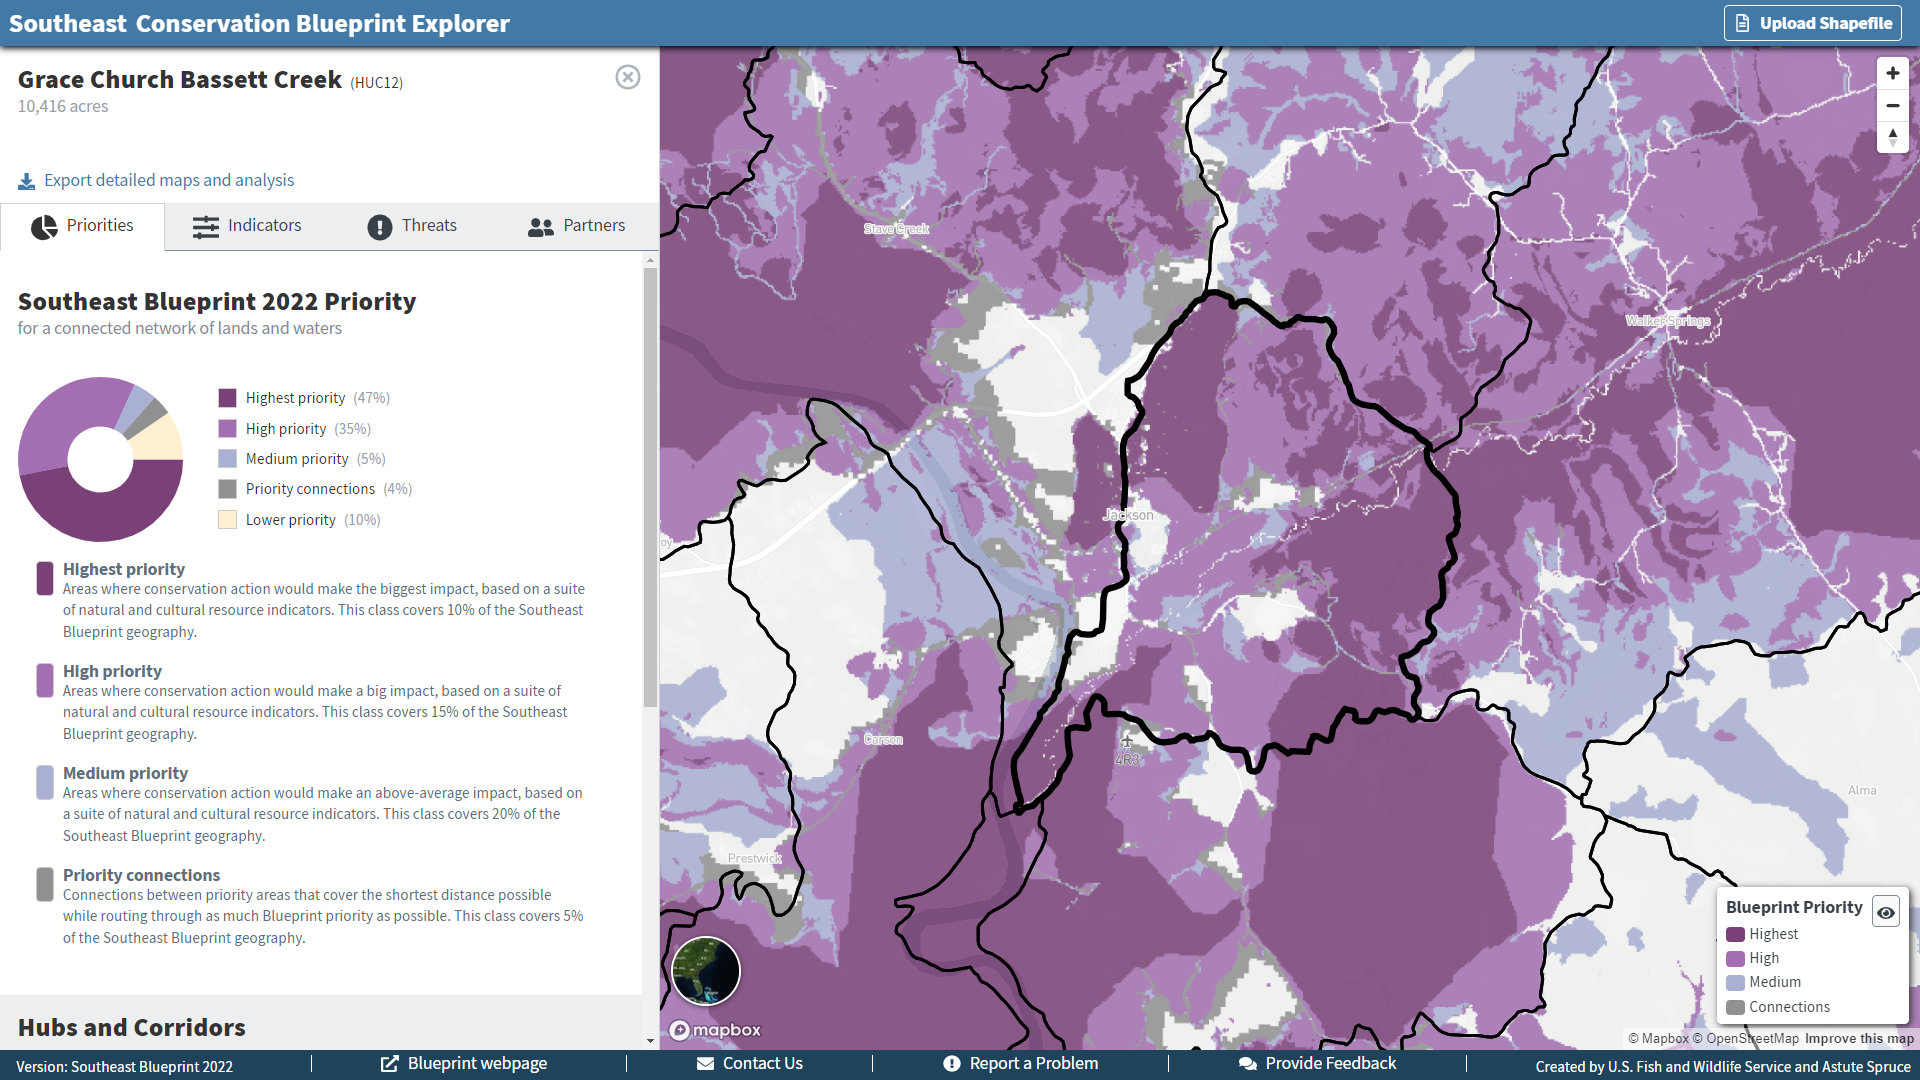 Southeast Conservation Blueprint Explorer
Upload Shapefile
Grace Church Bassett Creek (HUC12)
10,416 acres
Export detailed maps and analysis
Priorities
Indicators
Threats
Partners
Southeast Blueprint 2022 Priority
for a connected network of lands and waters
Highest priority (47%)
High priority (35%)
Medium priority (5%)
Priority connections (4%)
Lower priority (10%)
Highest priority
Areas where conservation action would make the biggest impact, based on a suite
of natural and cultural resource indicators. This class covers 10% of the Southeast
Blueprint geography.
High priority
Areas where conservation action would make a big impact, based on a suite of
natural and cultural resource indicators. This class covers 15% of the Southeast
Blueprint geography.
Medium priority
Areas where conservation action would make an above-average impact, based on
a suite of natural and cultural resource indicators. This class covers 20% of the
Southeast Blueprint geography.
Priority connections
Connections between priority areas that cover the shortest distance possible
while routing through as much Blueprint priority as possible. This class covers 5%
of the Southeast Blueprint geography.
Hubs and Corridors
Stave Creek
Walker Springs
Jackson
oy
Carson
4R3
Alma
Prestwick
mapbox
Blueprint Priority
Highest
High
Medium
Connections
© Mapbox © OpenStreetMap Improve this map
Version: Southeast Blueprint 2022
Blueprint webpage
Contact Us
Report a Problem
Provide Feedback
Created by U.S. Fish and Wildlife Service and Astute Spruce